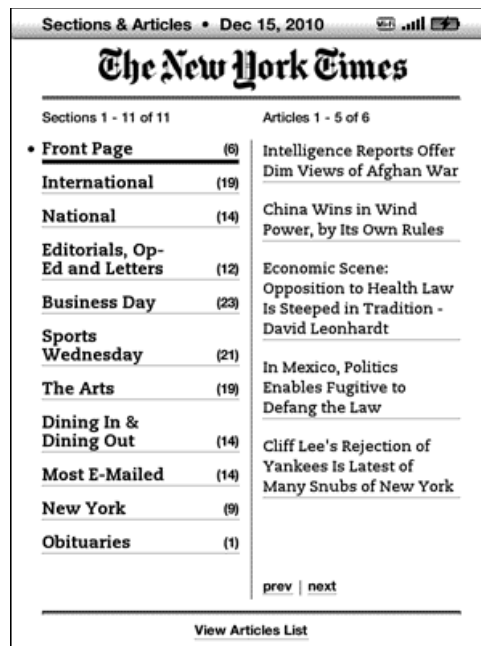 Sections & Articles • Dec 15, 2010 Wi-Fi
The New York Times
Sections 1 - 11 of 11
• Front Page (6)
International (19)
National (14)
Editorials, Op-
Ed and Letters (12)
Business Day (23)
Sports
Wednesday (21)
The Arts (19)
Dining In &
Dining Out (14)
Most E-Mailed (14)
New York (9)
Obituaries (1)
Articles 1 - 5 of 6
Intelligence Reports Offer
Dim Views of Afghan War
China Wins in Wind
Power, by Its Own Rules
Economic Scene:
Opposition to Health Law
Is Steeped in Tradition -
David Leonhardt
In Mexico, Politics
Enables Fugitive to
Defang the Law
Cliff Lee's Rejection of
Yankees Is Latest of
Many Snubs of New York
prev | next
View Articles List